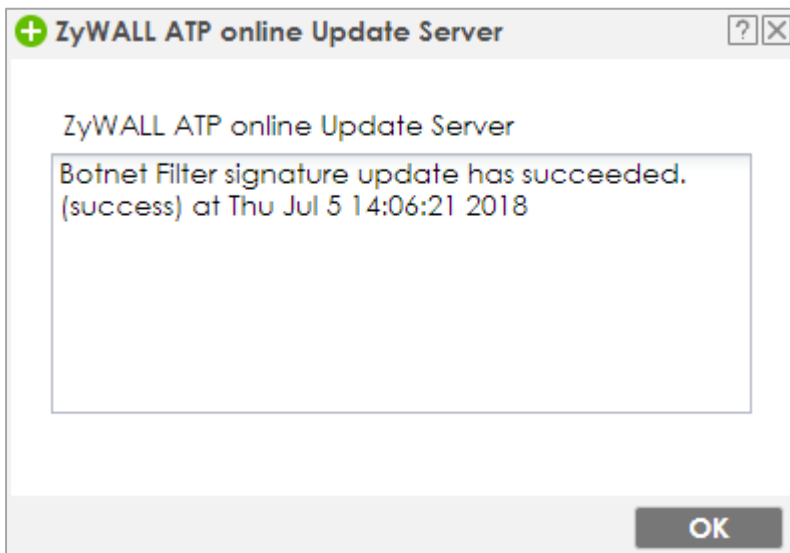 ZyWALL ATP online Update Server
ZyWALL ATP online Update Server
Botnet Filter signature update has succeeded.
(success) at Thu Jul 5 14:06:21 2018
OK